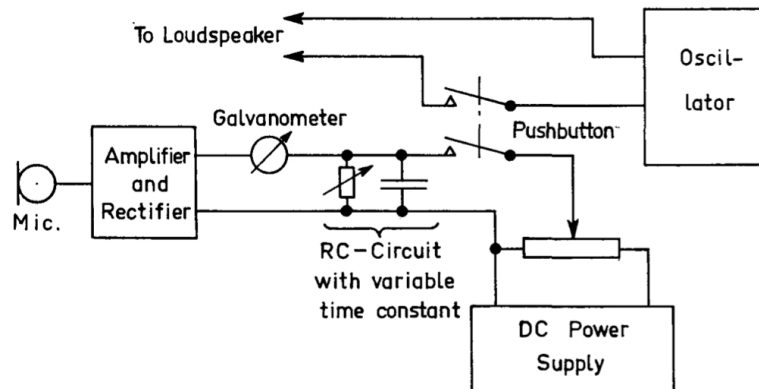 To Loudspeaker
Oscil-
lator
Galvanometer
Pushbutton
Amplifier
and
Rectifier
Mic.
RC-Circuit
with variable
time constant
DC Power
Supply